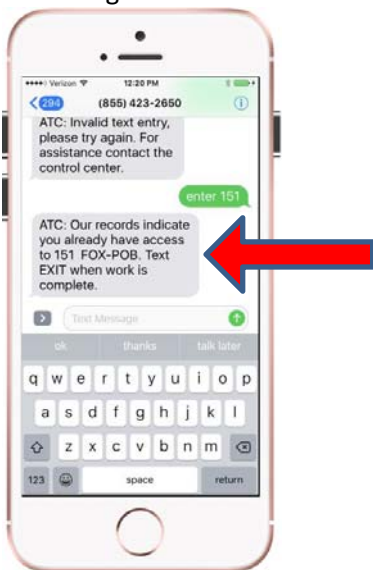 Verizon 12:20 PM
294 (855) 423-2650
ATC: Invalid text entry,
please try again. For
assistance contact the
control center.
enter 151
ATC: Our records indicate
you already have access
to 151 FOX-POB. Text
EXIT when work is
complete.
Text Message
ok thanks talk later
q w e r t y u i o p
a s d f g h j k l
z x c v b n m
123 space return